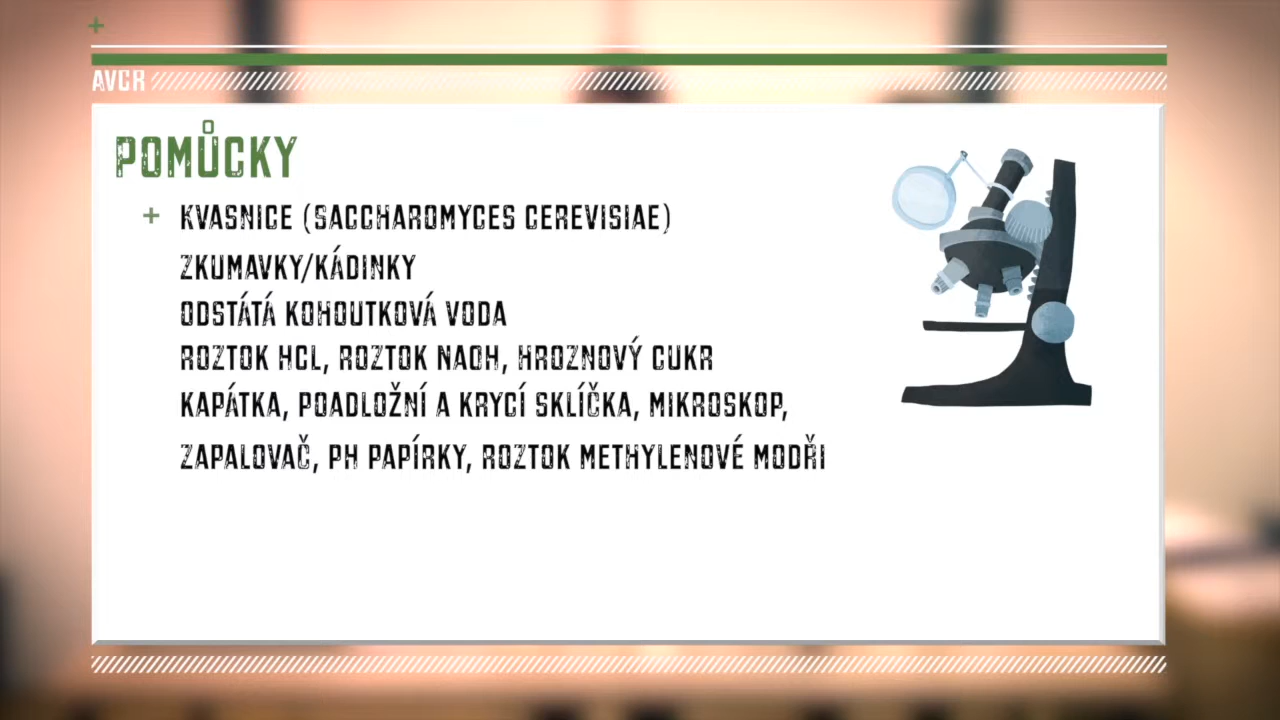 AVCR
POMŮCKY
+ KVASNICE (SACCHAROMYCES CEREVISIAE)
ZKUMAVKY/KÁDINKY
ODSTÁTÁ KOHOUTKOVÁ VODA
ROZTOK HCL, ROZTOK NAOH, HROZNOVÝ CUKR
KAPÁTKA, POADLOŽNÍ A KRYCÍ SKLÍČKA, MIKROSKOP,
ZAPALOVAČ, PH PAPÍRKY, ROZTOK METHYLENOVÉ MODŘI